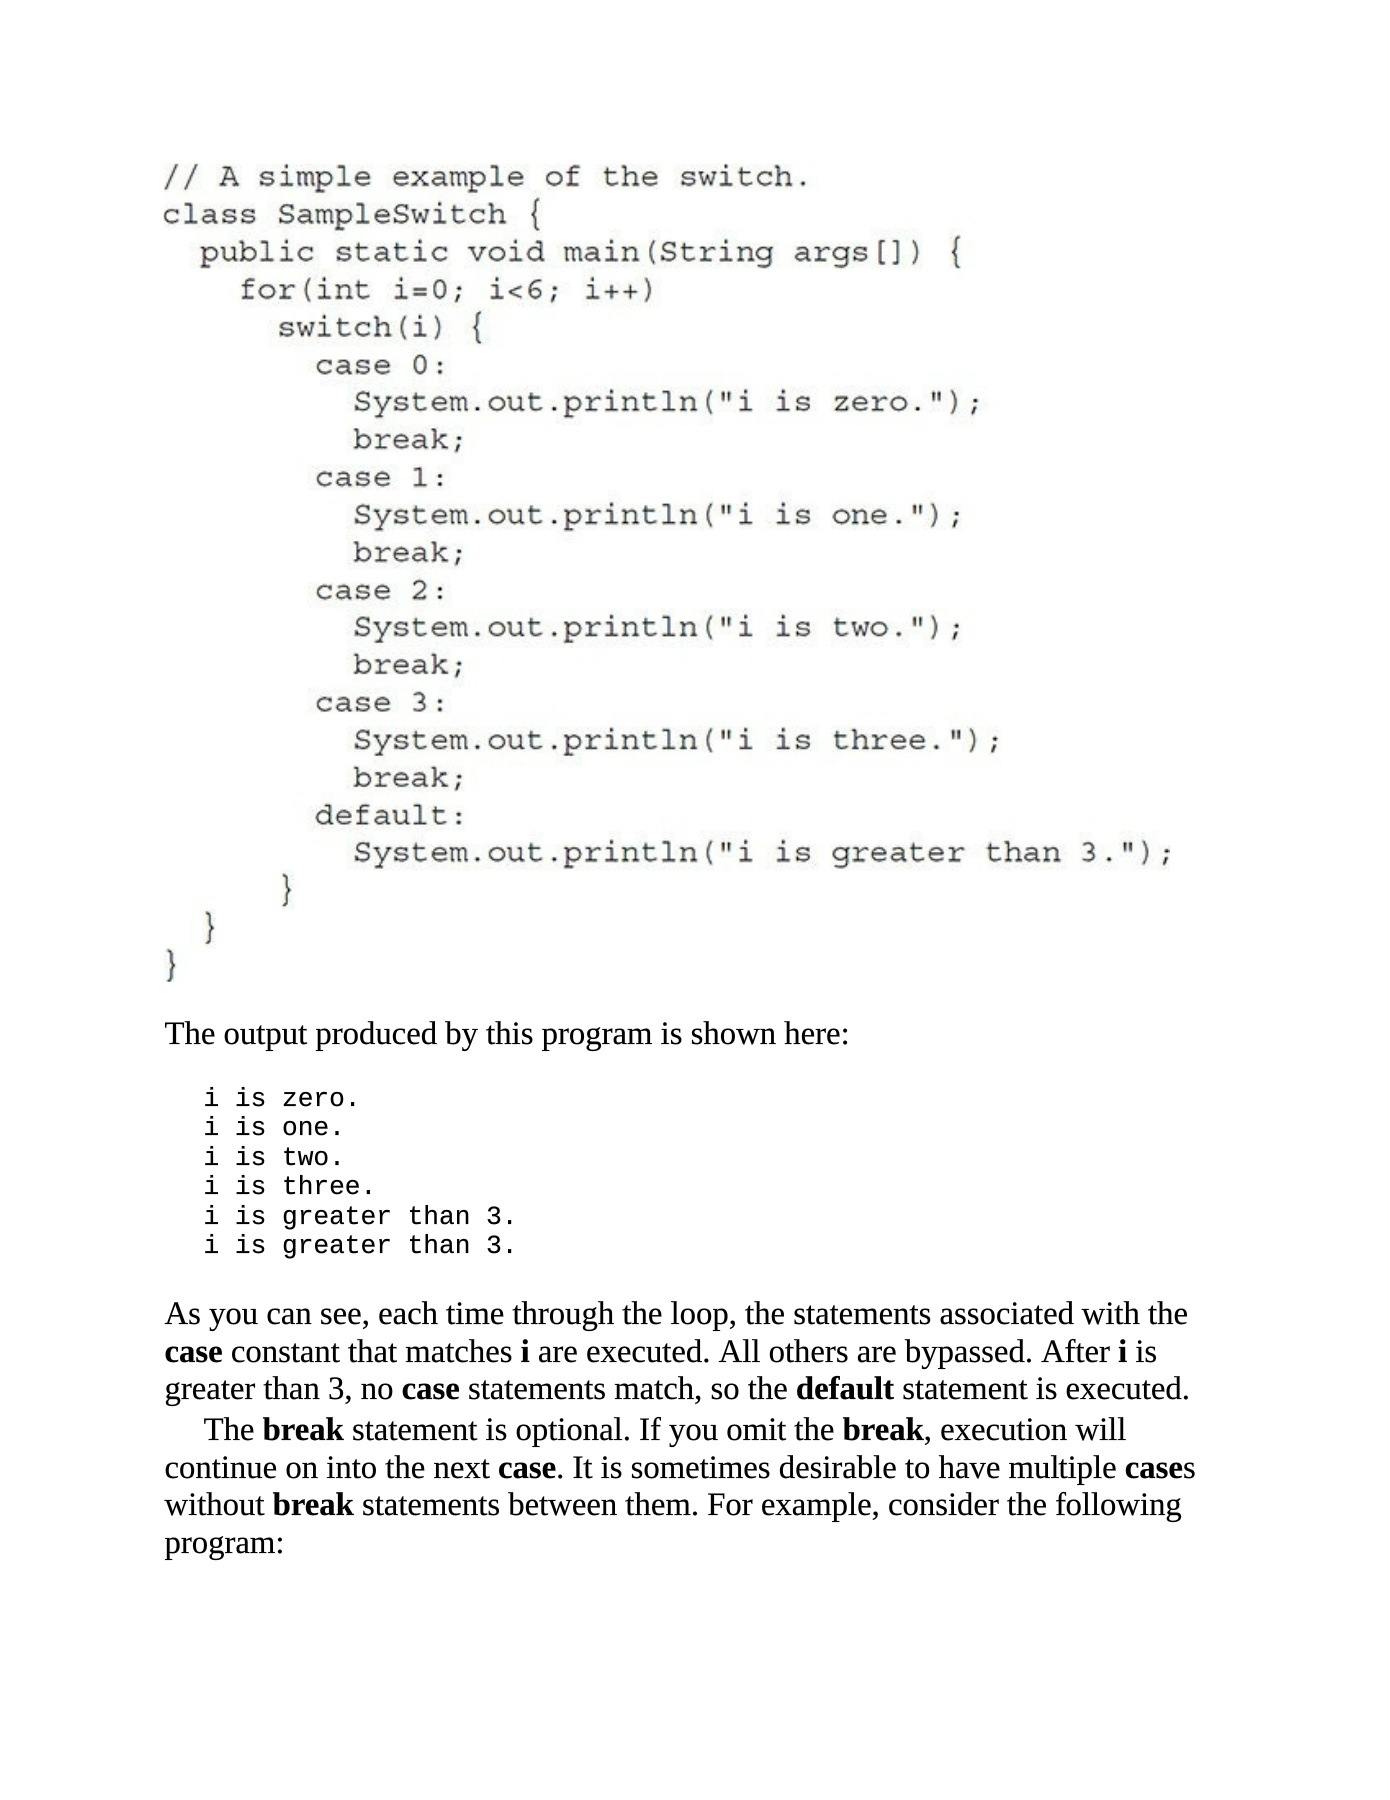 // A simple example of the switch.
class SampleSwitch {
  public static void main(String args[]) {
    for(int i=0; i<6; i++)
      switch(i) {
        case 0:
          System.out.println("i is zero.");
          break;
        case 1:
          System.out.println("i is one.");
          break;
        case 2:
          System.out.println("i is two.");
          break;
        case 3:
          System.out.println("i is three.");
          break;
        default:
          System.out.println("i is greater than 3.");
      }
  }
}
The output produced by this program is shown here:
i is zero.
i is one.
i is two.
i is three.
i is greater than 3.
i is greater than 3.
As you can see, each time through the loop, the statements associated with the
case constant that matches i are executed. All others are bypassed. After i is
greater than 3, no case statements match, so the default statement is executed.
The break statement is optional. If you omit the break, execution will
continue on into the next case. It is sometimes desirable to have multiple cases
without break statements between them. For example, consider the following
program: